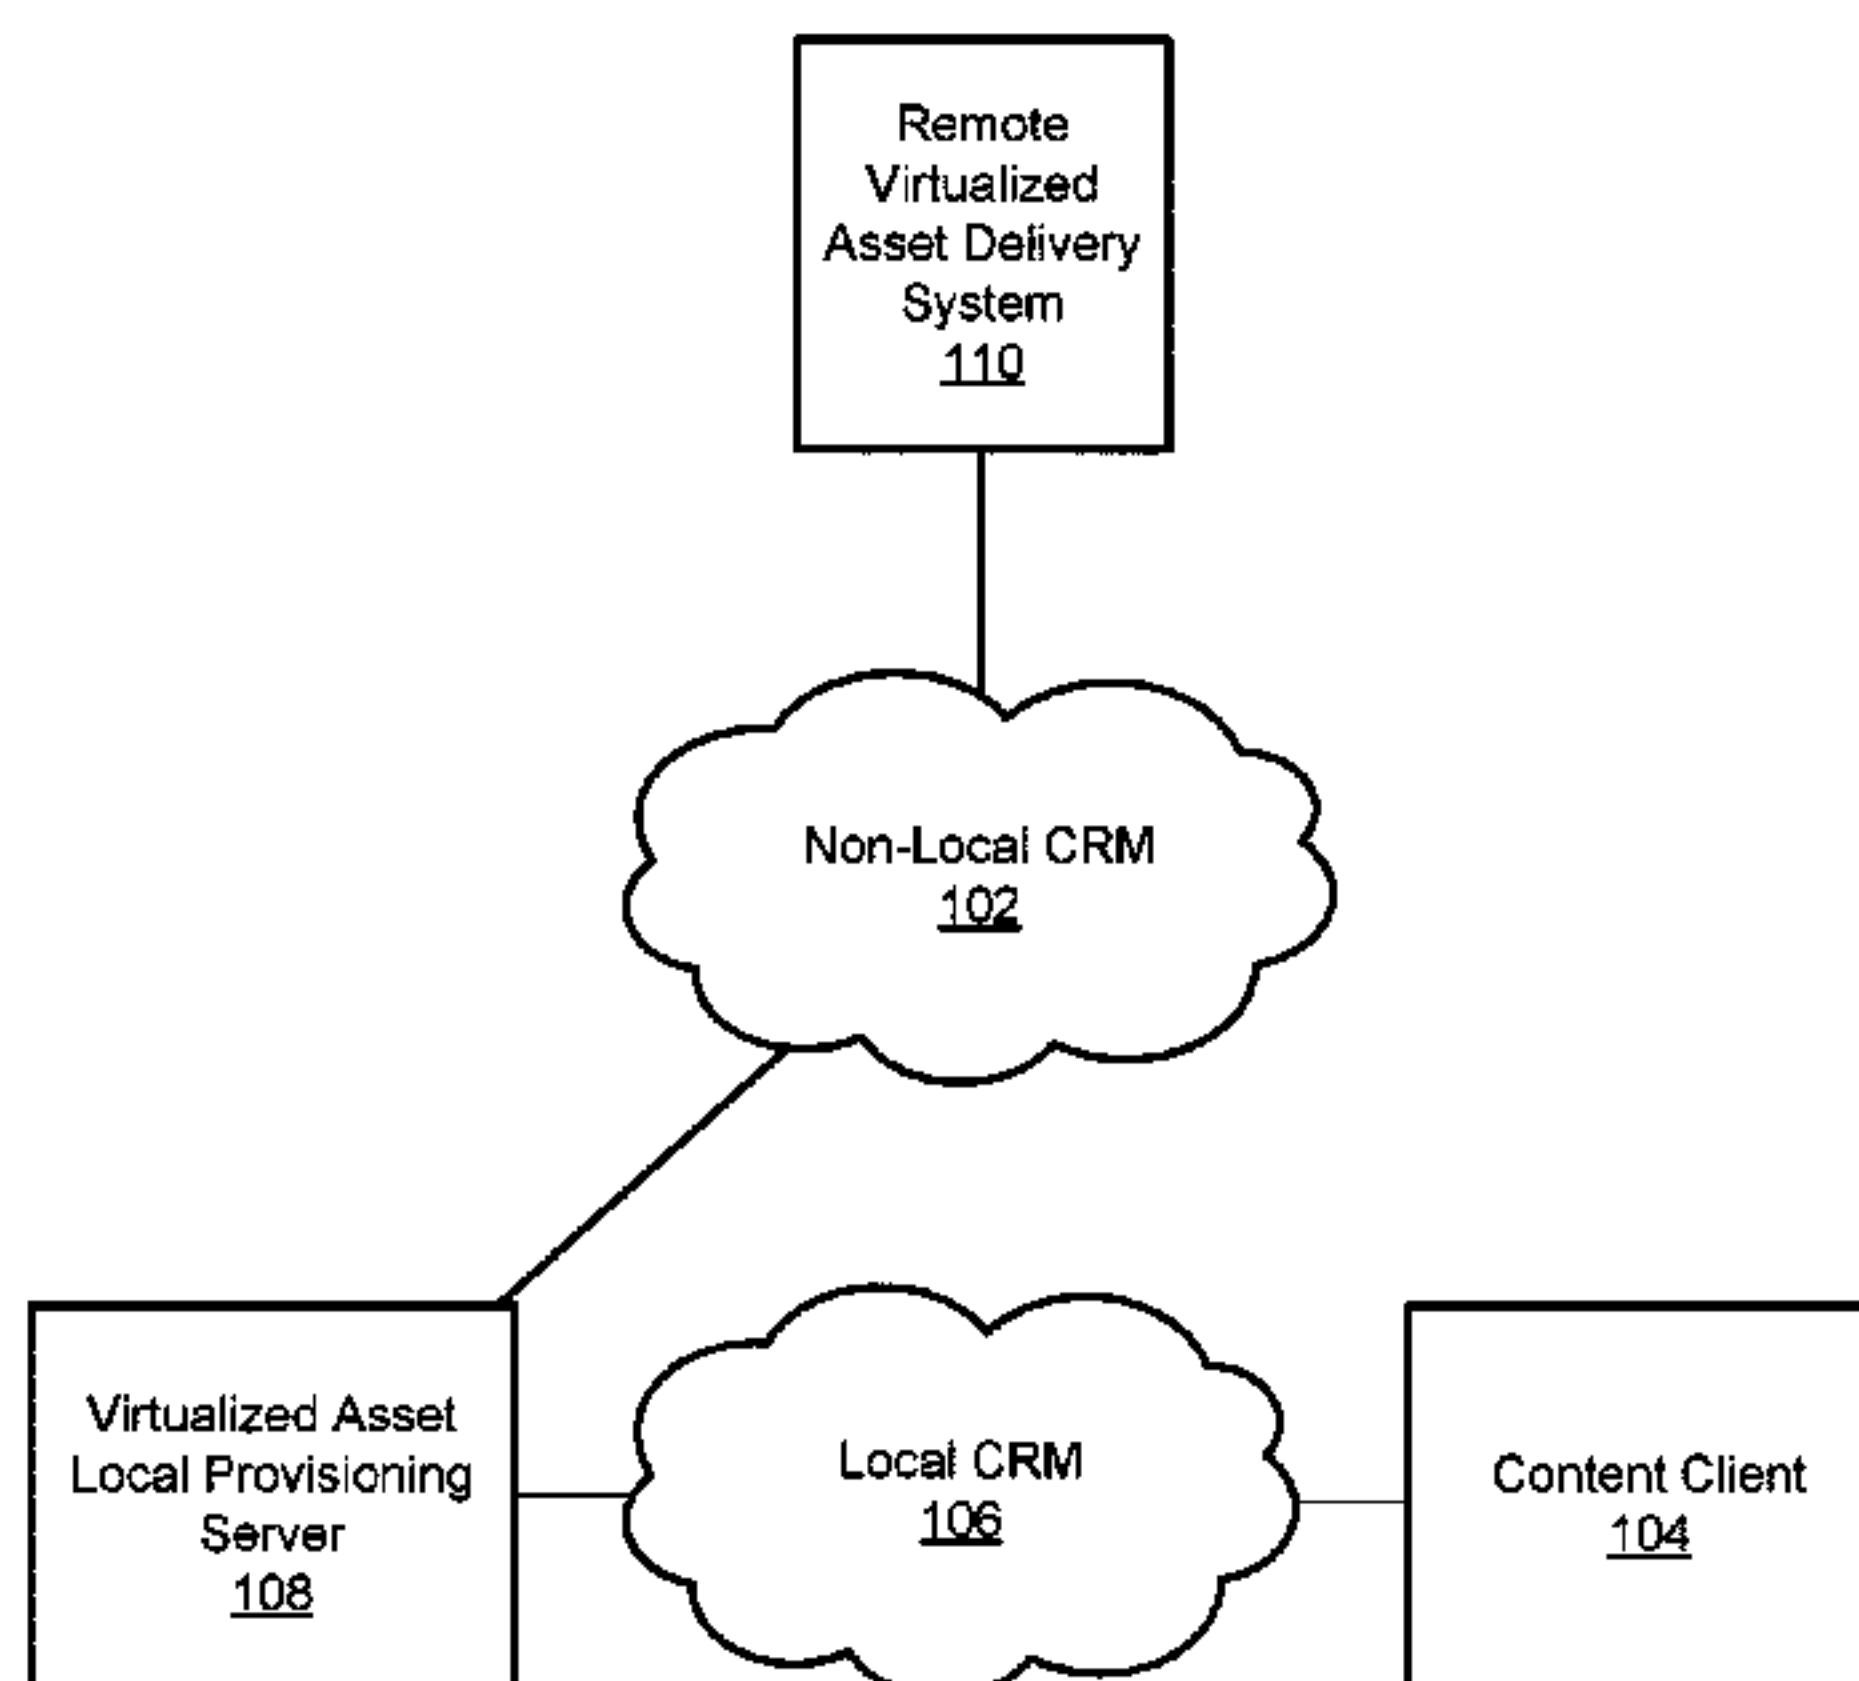 Remote
Virtualized
Asset Delivery
System
110
Non-Local CRM
102
Virtualized Asset
Local Provisioning
Server
108
Local CRM
106
Content Client
104